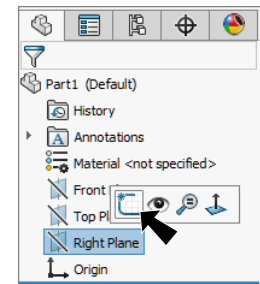 Part1 (Default)
History
Annotations
Material <not specified>
Front
Top Pl
Right Plane
Origin